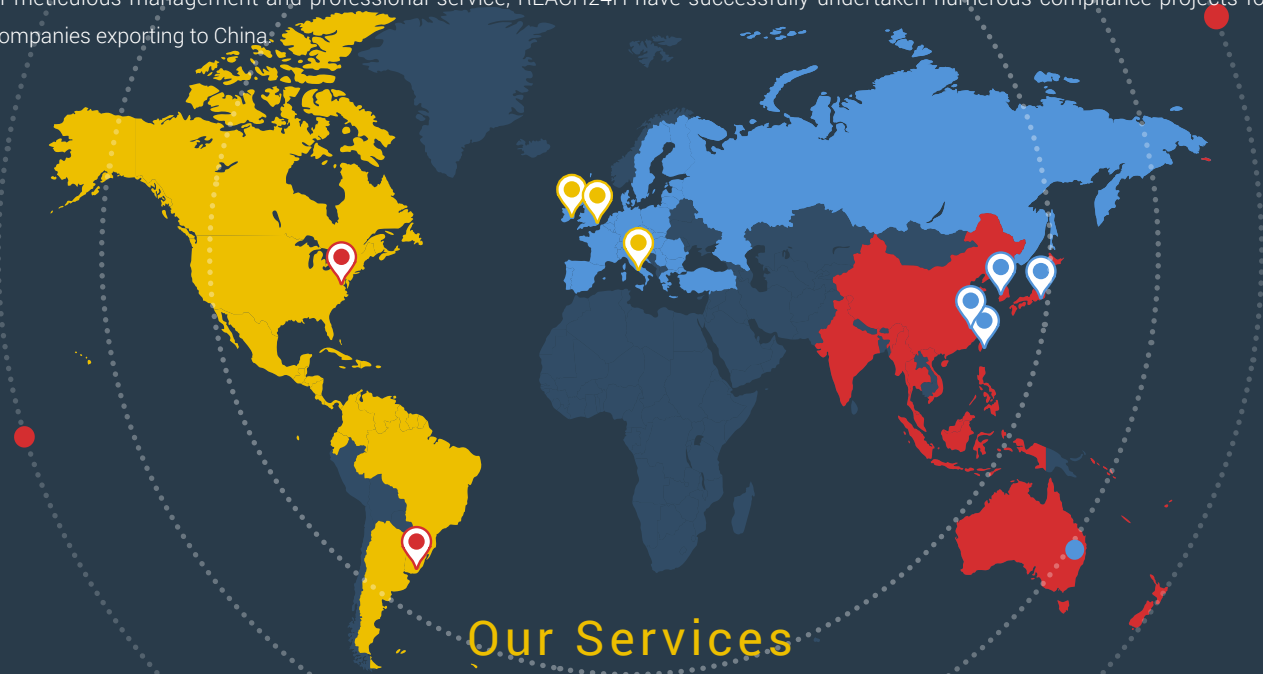 meticulous management and professional service, REACH24H have successfully undertaken numerous compliance projects
ompanies exporting to China.
Our Services